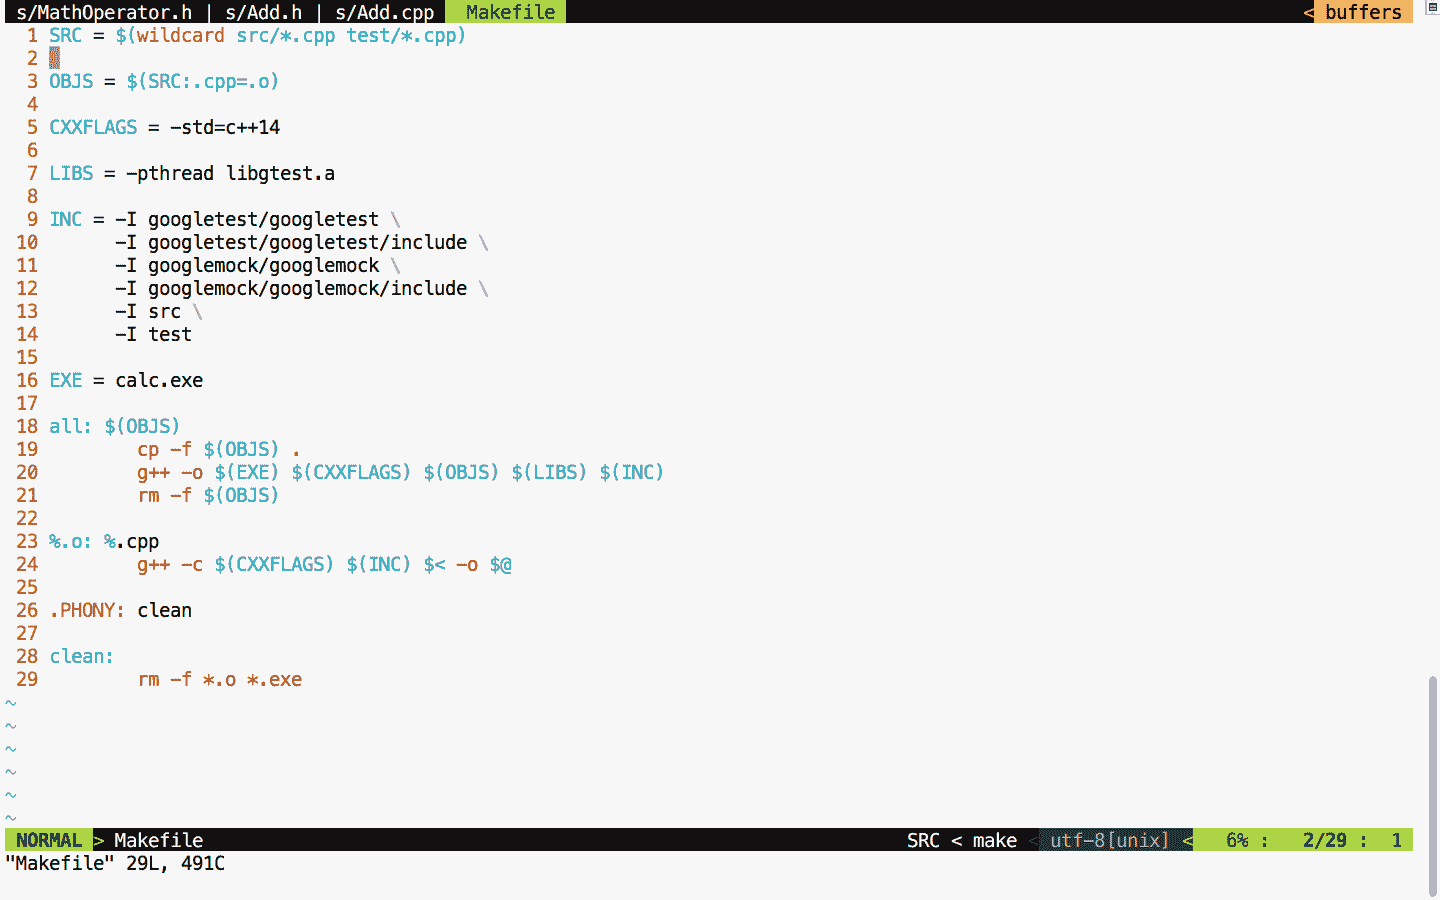 s/MathOperator.h | s/Add.h | s/Add.cpp Makefile < buffers
1 SRC = $(wildcard src/*.cpp test/*.cpp)
2
3 OBJS = $(SRC:.cpp=.o)
4
5 CXXFLAGS = -std=c++14
6
7 LIBS = -pthread libgtest.a
8
9 INC = -I googletest/googletest \
10 -I googletest/googletest/include \
11 -I googlemock/googlemock \
12 -I googlemock/googlemock/include \
13 -I src \
14 -I test
15
16 EXE = calc.exe
17
18 all: $(OBJS)
19 cp -f $(OBJS) .
20 g++ -o $(EXE) $(CXXFLAGS) $(OBJS) $(LIBS) $(INC)
21 rm -f $(OBJS)
22
23 %.o: %.cpp
24 g++ -c $(CXXFLAGS) $(INC) $< -o $@
25
26 .PHONY: clean
27
28 clean:
29 rm -f *.o *.exe
~
~
~
~
~
~
NORMAL > Makefile SRC < make < utf-8[unix] < 6% : 2/29 : 1
"Makefile" 29L, 491C